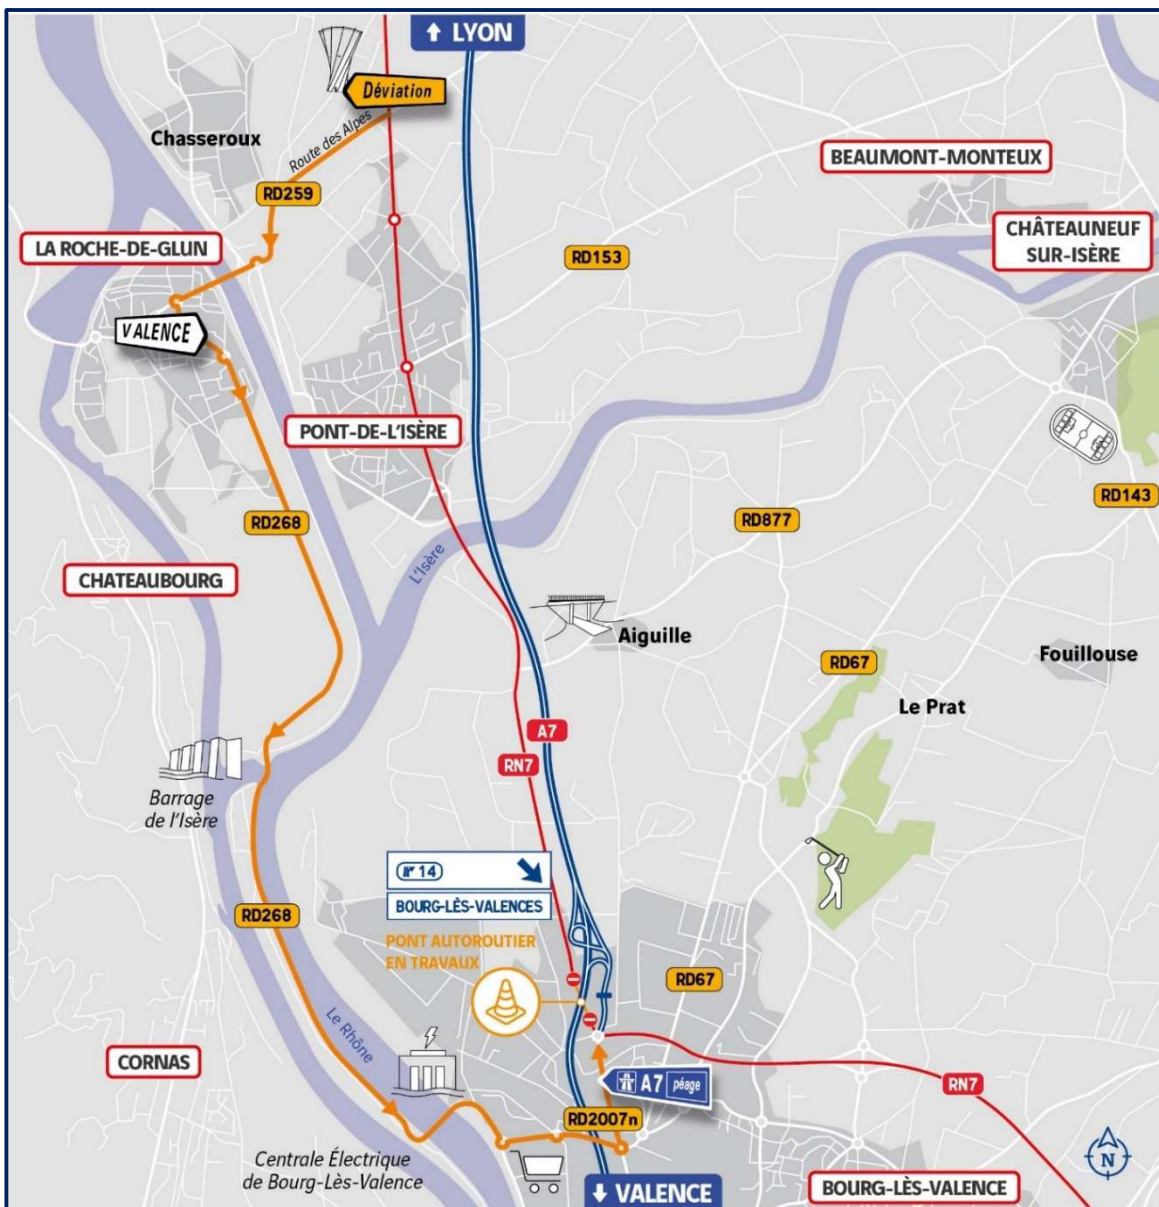 ↑ LYON
Déviation
Chasseroux
Route des Alpes
BEAUMONT-MONTEUX
RD259
CHÂTEAUNEUF
SUR-ISÈRE
LA ROCHE-DE-GLUN
RD153
VALENCE
PONT-DE-L'ISÈRE
RD143
RD268
RD877
L'Isère
CHATEAUBOURG
Aiguille
Fouillouse
RD67
Le Prat
A7
RN7
Barrage
de l'Isère
14
BOURG-LÈS-VALENCES
RD268
PONT AUTOROUTIER
EN TRAVAUX
RD67
Le Rhône
CORNAS
A7 péage
RN7
RD2007n
Centrale Électrique
de Bourg-Lès-Valence
N
↓ VALENCE
BOURG-LÈS-VALENCE